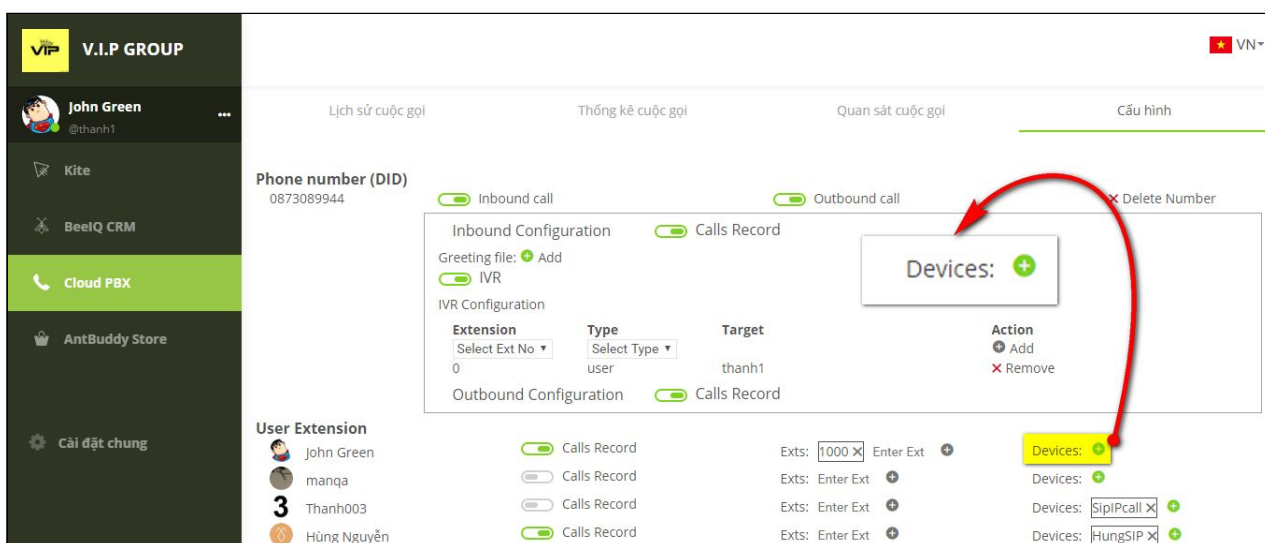 VIP V.I.P GROUP
VN
John Green
@thanh1
Lịch sử cuộc gọi Thống kê cuộc gọi Quan sát cuộc gọi Cấu hình
Kite
BeeIQ CRM
Cloud PBX
AntBuddy Store
Cài đặt chung
Phone number (DID)
0873089944 Inbound call Outbound call × Delete Number
Inbound Configuration Calls Record
Greeting file: Add
IVR
Devices:
IVR Configuration
Extension Type Target Action
Select Ext No Select Type Add
0 user thanh1 × Remove
Outbound Configuration Calls Record
User Extension
John Green Calls Record Exts: 1000 × Enter Ext Devices:
manqa Calls Record Exts: Enter Ext Devices:
3 Thanh003 Calls Record Exts: Enter Ext Devices: SipIPcall ×
Hùng Nguyễn Calls Record Exts: Enter Ext Devices: HungSIP ×